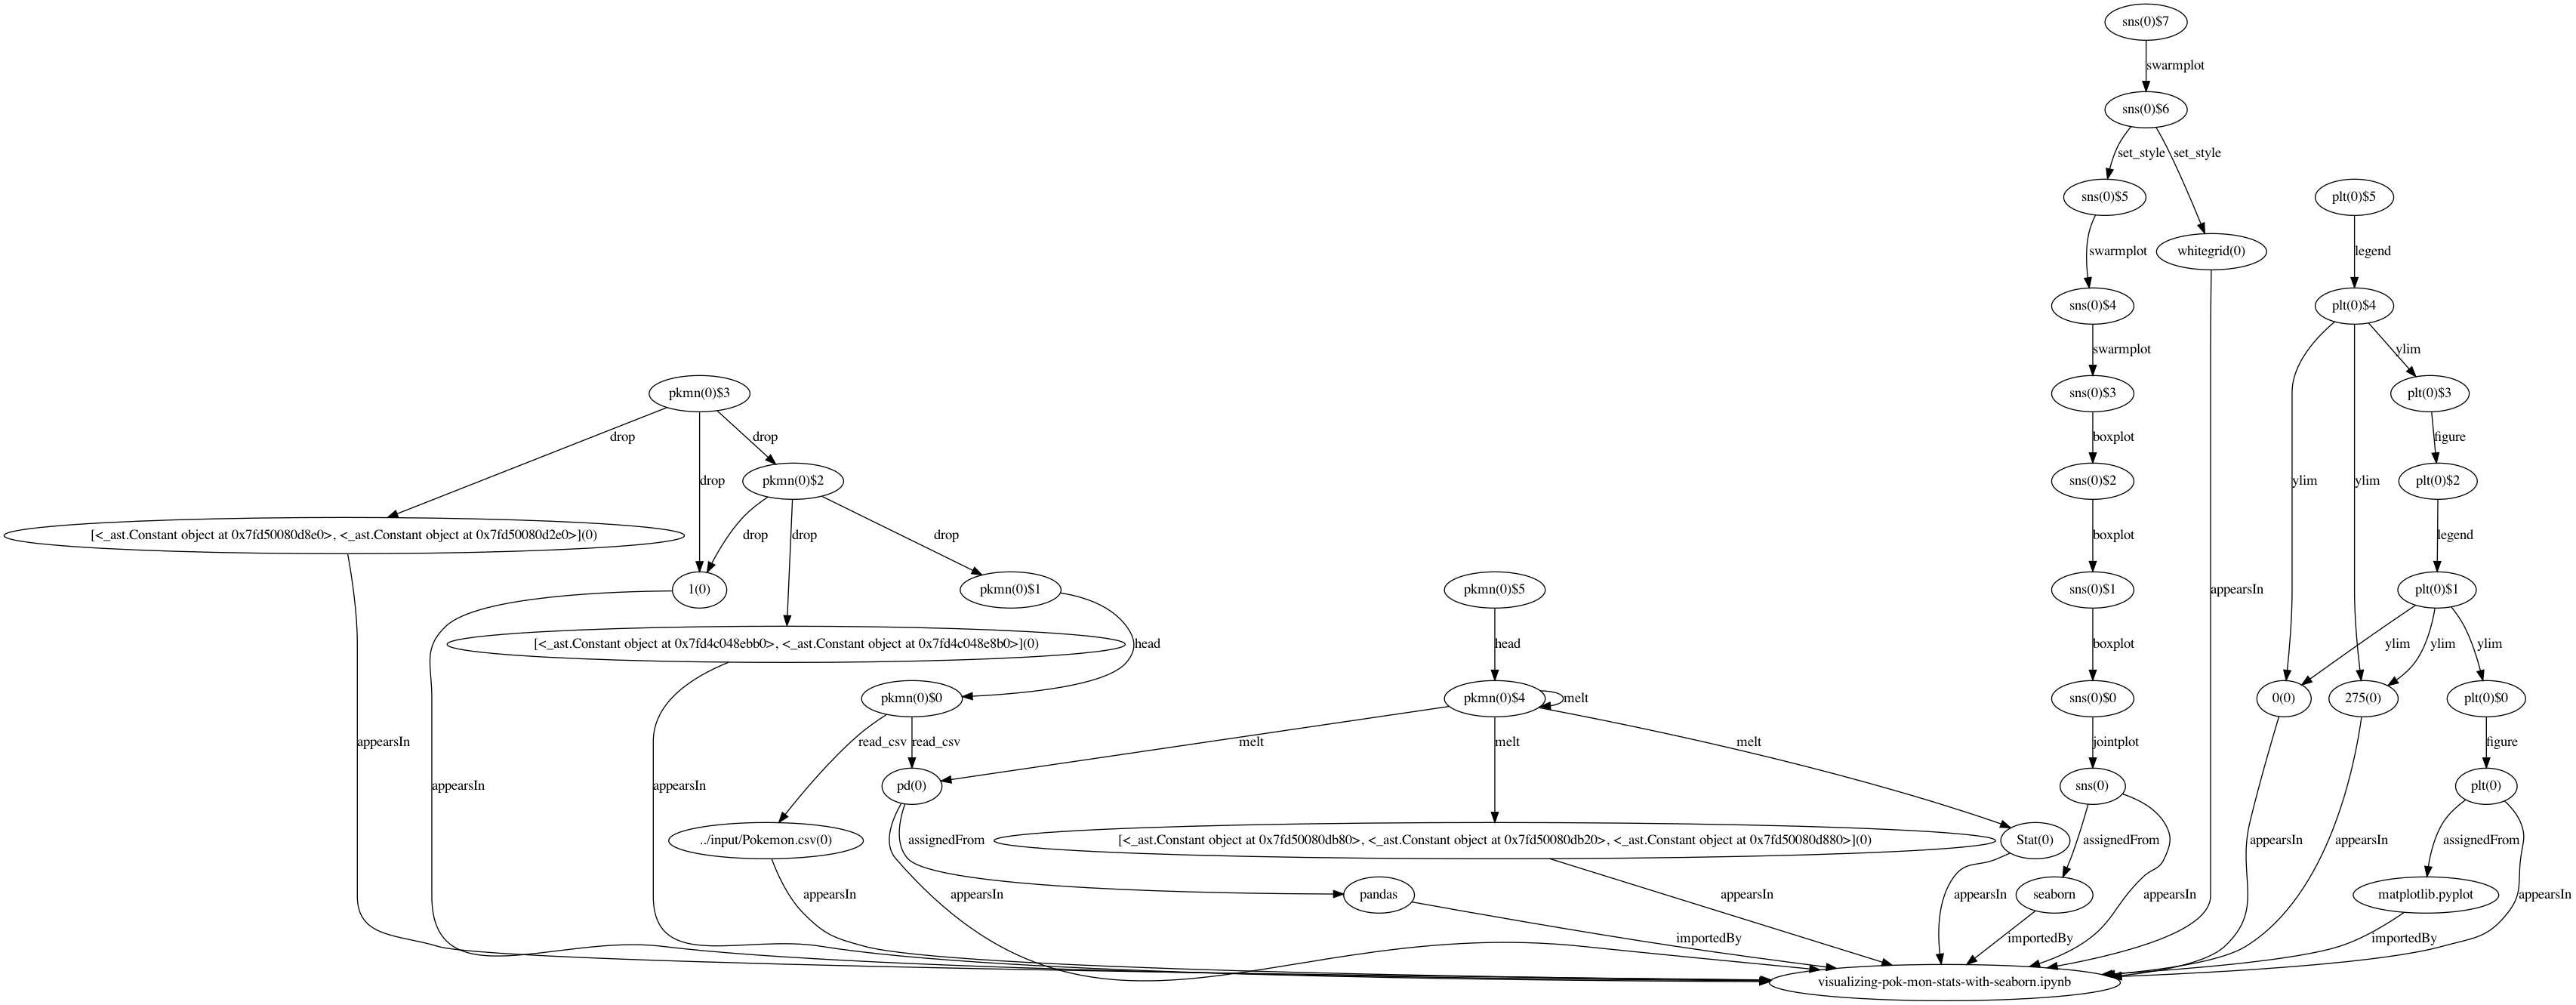 sns(0)$7
swarmplot
sns(0)$6
set_style
set_style
sns(0)$5
plt(0)$5
swarmplot
whitegrid(0)
legend
sns(0)$4
plt(0)$4
swarmplot
ylim
pkmn(0)$3
sns(0)$3
plt(0)$3
drop
drop
boxplot
figure
drop
pkmn(0)$2
sns(0)$2
ylim
ylim
plt(0)$2
[<_ast.Constant object at 0x7fd50080d8e0>, <_ast.Constant object at 0x7fd50080d2e0>](0)
drop
drop
drop
boxplot
legend
1(0)
pkmn(0)$1
pkmn(0)$5
sns(0)$1
appearsIn
plt(0)$1
[<_ast.Constant object at 0x7fd4c048ebb0>, <_ast.Constant object at 0x7fd4c048e8b0>](0)
head
head
boxplot
ylim
ylim
ylim
pkmn(0)$0
pkmn(0)$4
melt
sns(0)$0
0(0)
275(0)
plt(0)$0
appearsIn
read_csv
read_csv
melt
melt
melt
jointplot
figure
appearsIn
appearsIn
pd(0)
sns(0)
plt(0)
../input/Pokemon.csv(0)
assignedFrom
[<_ast.Constant object at 0x7fd50080db80>, <_ast.Constant object at 0x7fd50080db20>, <_ast.Constant object at 0x7fd50080d880>](0)
Stat(0)
assignedFrom
appearsIn
appearsIn
assignedFrom
appearsIn
appearsIn
pandas
appearsIn
appearsIn
seaborn
appearsIn
matplotlib.pyplot
appearsIn
importedBy
importedBy
importedBy
visualizing-pok-mon-stats-with-seaborn.ipynb